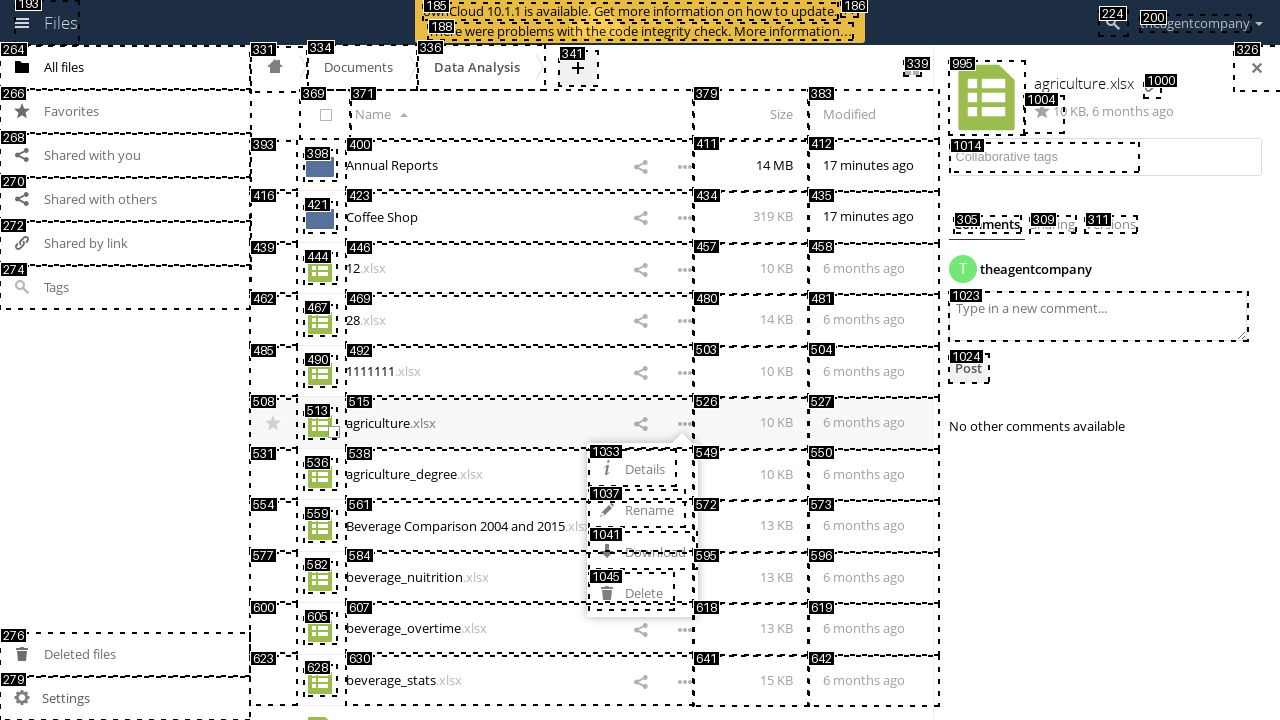 193
Files
185
ownCloud 10.1.1 is available. Get more information on how to update.
186
188
There were problems with the code integrity check. More information...
224
200
theagentcompany
264
All files
266
Favorites
268
Shared with you
270
Shared with others
272
Shared by link
274
Tags
276
Deleted files
279
Settings
331
334
Documents
336
Data Analysis
341
+
339
326
369
371
Name
379
Size
383
Modified
393
398
400
Annual Reports
411
14 MB
412
17 minutes ago
416
421
423
Coffee Shop
434
319 KB
435
17 minutes ago
439
444
446
12.xlsx
457
10 KB
458
6 months ago
462
467
469
28.xlsx
480
14 KB
481
6 months ago
485
490
492
1111111.xlsx
503
10 KB
504
6 months ago
508
513
515
agriculture.xlsx
526
10 KB
527
6 months ago
531
536
538
agriculture_degree.xlsx
549
10 KB
550
6 months ago
554
559
561
Beverage Comparison 2004 and 2015.xlsx
572
13 KB
573
6 months ago
577
582
584
beverage_nuitrition.xlsx
595
13 KB
596
6 months ago
600
605
607
beverage_overtime.xlsx
618
13 KB
619
6 months ago
623
628
630
beverage_stats.xlsx
641
15 KB
642
6 months ago
1033
Details
1037
Rename
1041
Download
1045
Delete
995
agriculture.xlsx
1000
1004
10 KB, 6 months ago
1014
Collaborative tags
305
Comments
309
Sharing
311
Versions
T
theagentcompany
1023
Type in a new comment...
1024
Post
No other comments available